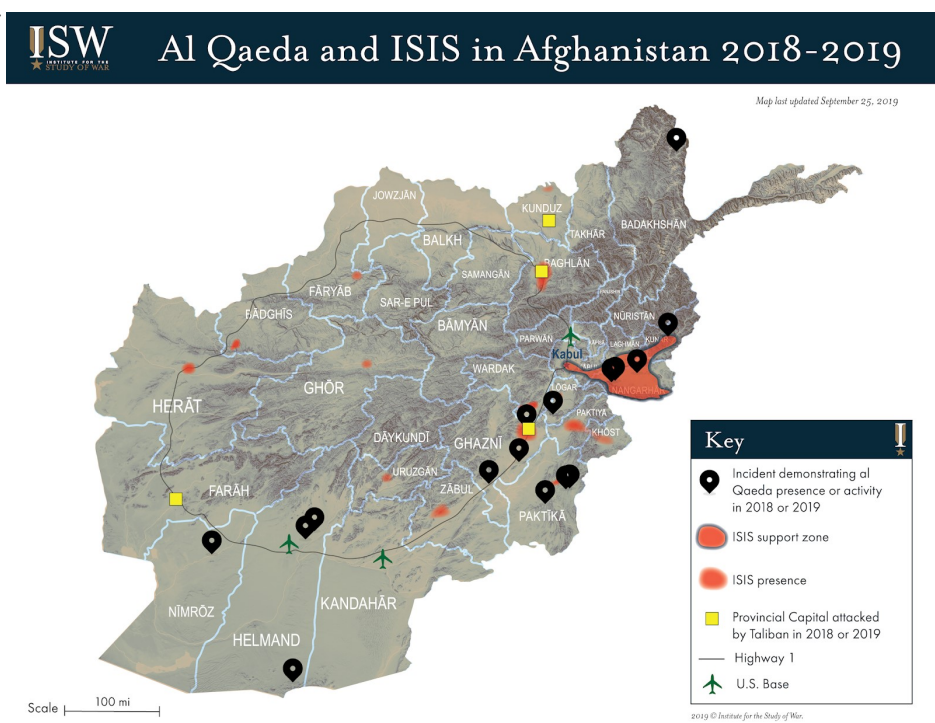 ISW
INSTITUTE FOR THE
STUDY OF WAR
Al Qaeda and ISIS in Afghanistan 2018-2019
Map last updated September 25, 2019
JOWZJĀN
KUNDUZ
BALKH
TAKHĀR
BADAKHSHĀN
BAGHLĀN
SAMANGĀN
FĀRYĀB
SAR-E PUL
BĀDGHĪS
BĀMYĀN
NŪRISTĀN
PARWĀN
LAGHMĀN
KUNAR
Kabul
WARDAK
GHŌR
NANGARHĀR
LŌGAR
HERĀT
PAKTIYĀ
KHŌST
DĀYKUNDĪ
GHAZNĪ
URUZGĀN
FARĀH
ZĀBUL
PAKTĪKĀ
NĪMRŌZ
KANDAHĀR
HELMAND
Key
Incident demonstrating al
Qaeda presence or activity
in 2018 or 2019
ISIS support zone
ISIS presence
Provincial Capital attacked
by Taliban in 2018 or 2019
Highway 1
U.S. Base
Scale
100 mi
2019 © Institute for the Study of War.